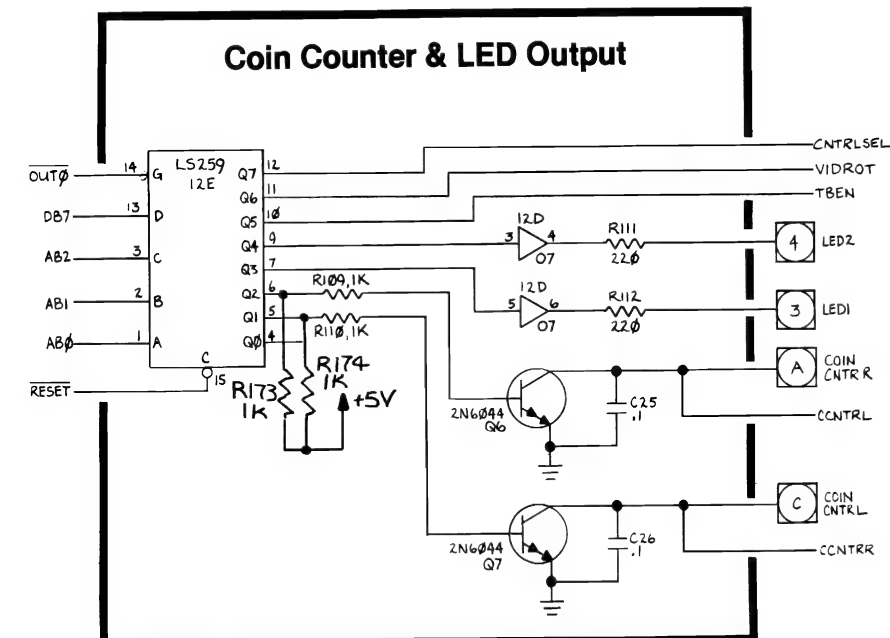 Coin Counter & LED Output
CNTRLSEL
VIDROT
TBEN
OUTØ
14
G
LS259
12E
Q7
12
Q6
11
Q5
1Ø
DB7
13
D
Q4
9
12D
3
4
07
R111
22Ø
4
LED2
AB2
3
C
Q3
7
R1Ø9,1K
Q2
6
12D
5
6
07
R112
22Ø
3
LED1
AB1
2
B
Q1
5
R11Ø,1K
ABØ
1
A
QØ
4
C
15
RESET
R173
1K
R174
1K
+5V
A
COIN
CNTR R
2N6Ø44
Q6
C25
.1
CCNTRL
C
COIN
CNTRL
2N6Ø44
Q7
C26
.1
CCNTRR